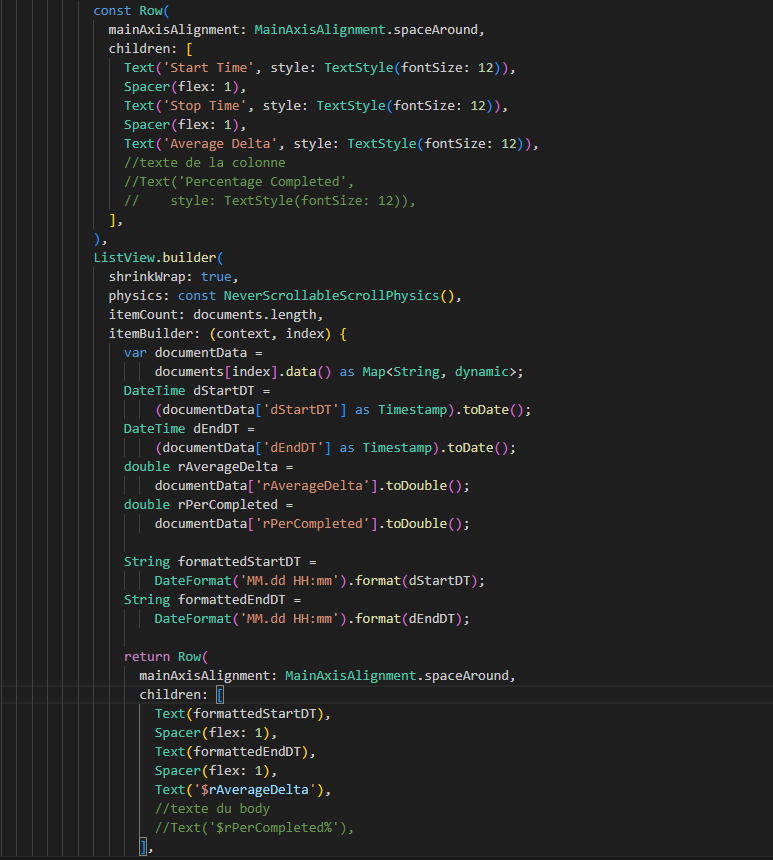 const Row(
mainAxisAlignment: MainAxisAlignment.spaceAround,
children: [
Text('Start Time', style: TextStyle(fontSize: 12)),
Spacer(flex: 1),
Text('Stop Time', style: TextStyle(fontSize: 12)),
Spacer(flex: 1),
Text('Average Delta', style: TextStyle(fontSize: 12)),
//texte de la colonne
//Text('Percentage Completed',
//    style: TextStyle(fontSize: 12)),
],
),
ListView.builder(
shrinkWrap: true,
physics: const NeverScrollableScrollPhysics(),
itemCount: documents.length,
itemBuilder: (context, index) {
var documentData =
documents[index].data() as Map<String, dynamic>;
DateTime dStartDT =
(documentData['dStartDT'] as Timestamp).toDate();
DateTime dEndDT =
(documentData['dEndDT'] as Timestamp).toDate();
double rAverageDelta =
documentData['rAverageDelta'].toDouble();
double rPerCompleted =
documentData['rPerCompleted'].toDouble();
String formattedStartDT =
DateFormat('MM.dd HH:mm').format(dStartDT);
String formattedEndDT =
DateFormat('MM.dd HH:mm').format(dEndDT);
return Row(
mainAxisAlignment: MainAxisAlignment.spaceAround,
children: [
Text(formattedStartDT),
Spacer(flex: 1),
Text(formattedEndDT),
Spacer(flex: 1),
Text('$rAverageDelta'),
//texte du body
//Text('$rPerCompleted%'),
],